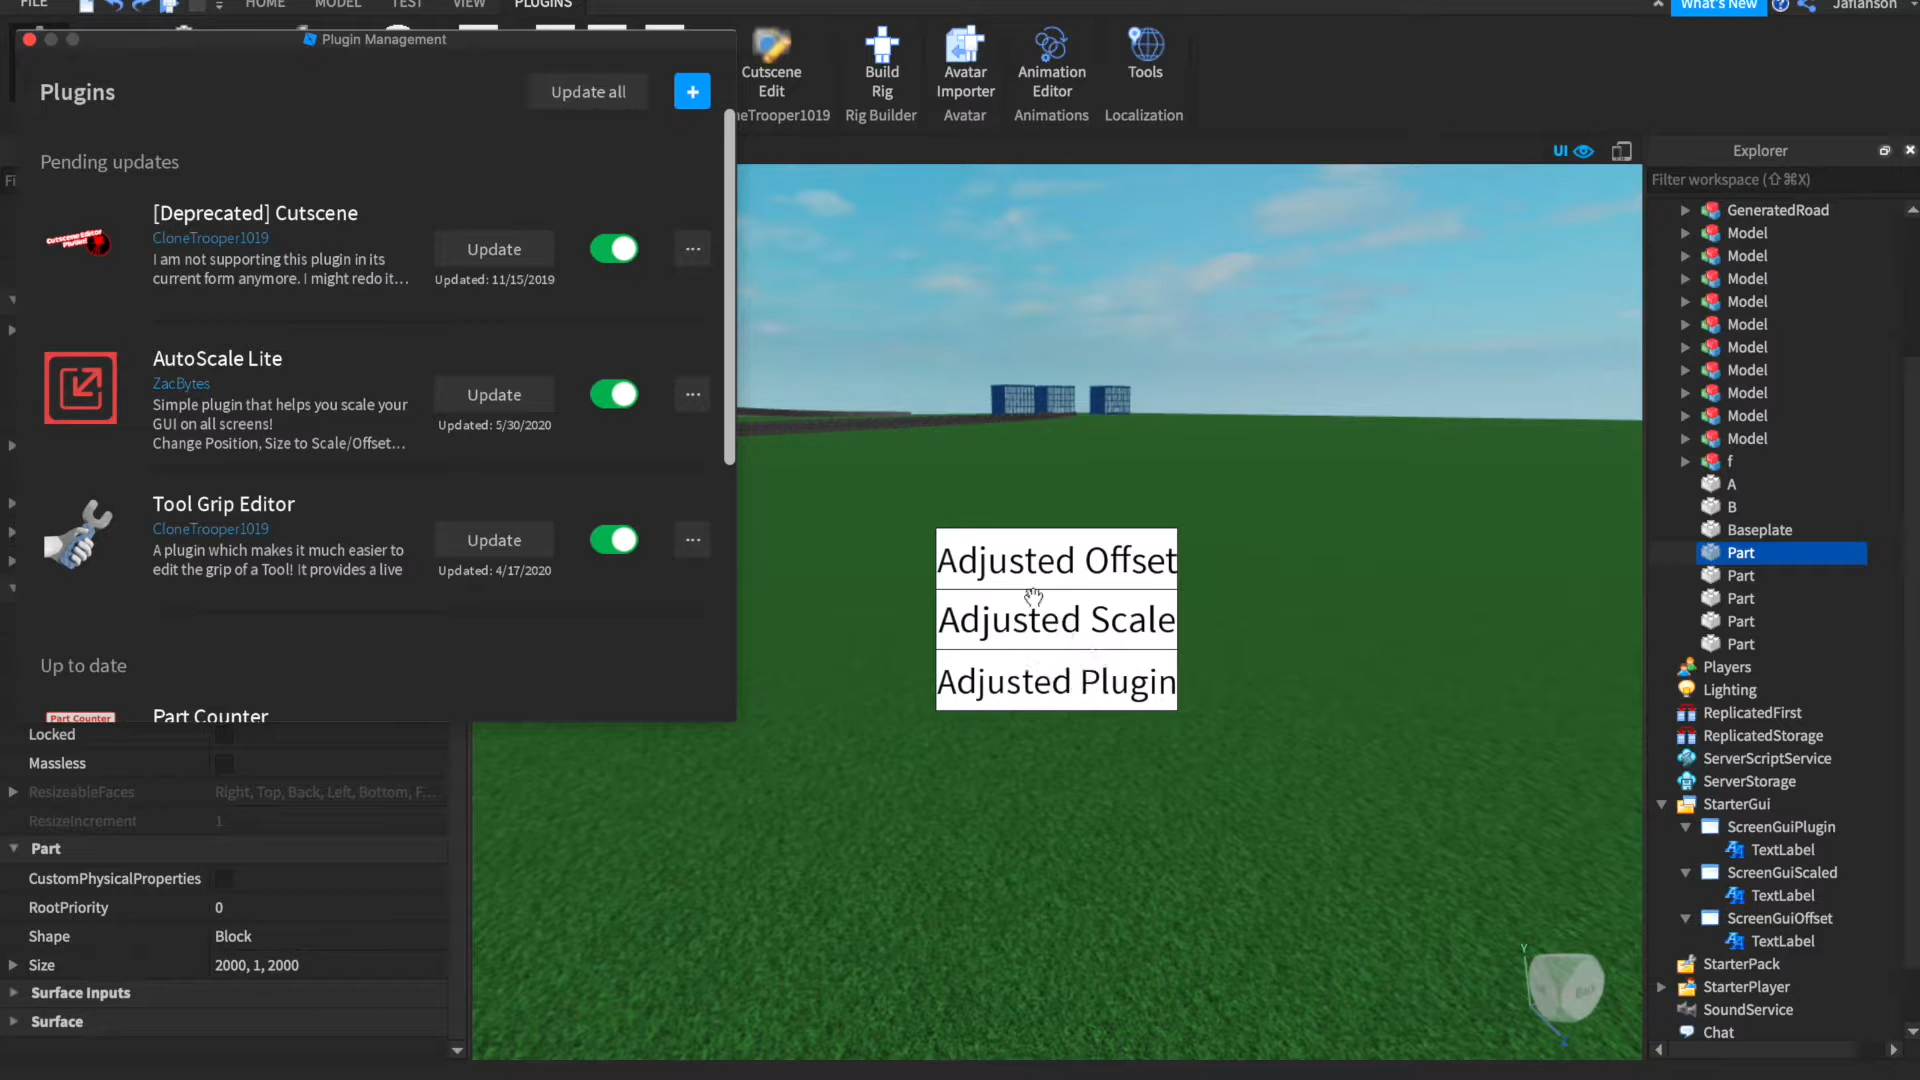 FILE
HOME
MODEL
TEST
VIEW
PLUGINS
What's New
Jaflanson
Plugin Management
Plugins
Update all
+
Pending updates
[Deprecated] Cutscene
CloneTrooper1019
I am not supporting this plugin in its
current form anymore. I might redo it...
Update
Updated: 11/15/2019
AutoScale Lite
ZacBytes
Simple plugin that helps you scale your
GUI on all screens!
Change Position, Size to Scale/Offset...
Update
Updated: 5/30/2020
Tool Grip Editor
CloneTrooper1019
A plugin which makes it much easier to
edit the grip of a Tool! It provides a live
Update
Updated: 4/17/2020
Up to date
Part Counter
Part Counter
Cutscene
Edit
neTrooper1019
Build
Rig
Rig Builder
Avatar
Importer
Avatar
Animation
Editor
Animations
Tools
Localization
UI
Adjusted Offset
Adjusted Scale
Adjusted Plugin
Locked
Massless
ResizeableFaces Right, Top, Back, Left, Bottom, F...
ResizeIncrement 1
Part
CustomPhysicalProperties
RootPriority 0
Shape Block
Size 2000, 1, 2000
Surface Inputs
Surface
Y
Z
Back
Explorer
Filter workspace (⇧⌘X)
GeneratedRoad
Model
Model
Model
Model
Model
Model
Model
Model
Model
Model
f
A
B
Baseplate
Part
Part
Part
Part
Part
Players
Lighting
ReplicatedFirst
ReplicatedStorage
ServerScriptService
ServerStorage
StarterGui
ScreenGuiPlugin
TextLabel
ScreenGuiScaled
TextLabel
ScreenGuiOffset
TextLabel
StarterPack
StarterPlayer
SoundService
Chat